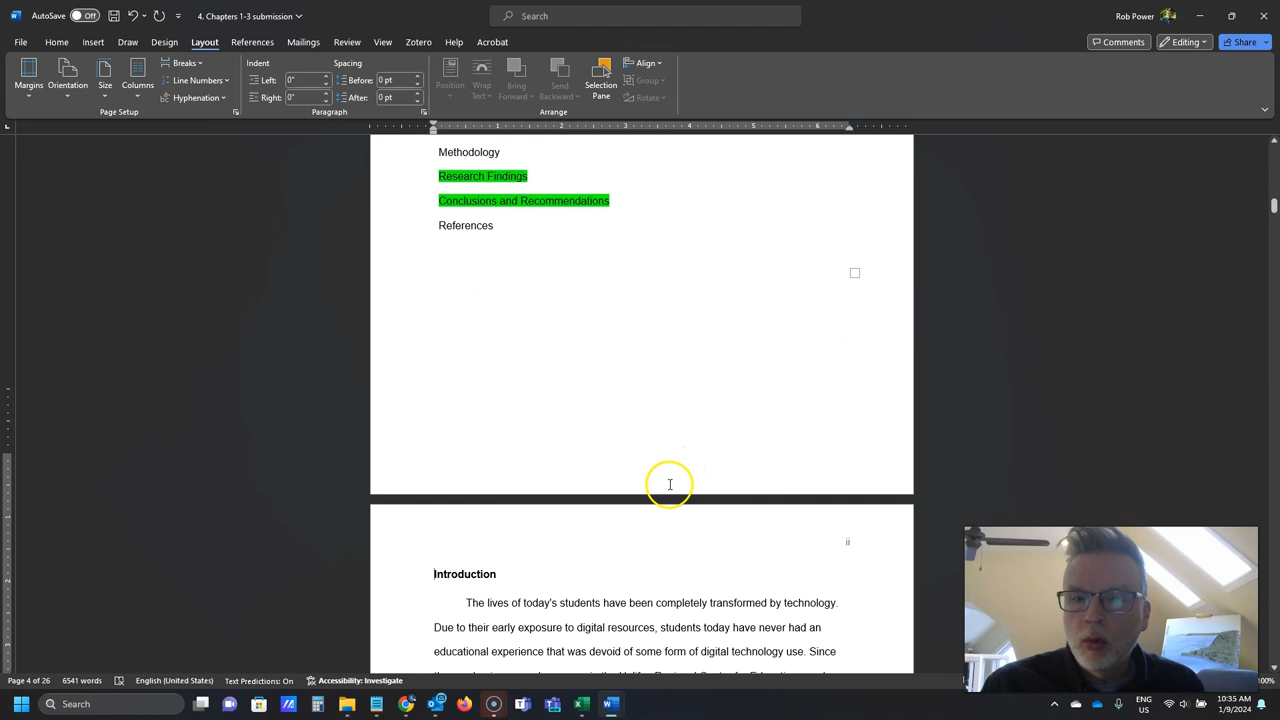 AutoSave Off 4. Chapters 1-3 submission Search Rob Power
File Home Insert Draw Design Layout References Mailings Review View Zotero Help Acrobat Comments Editing Share
Margins Orientation Size Columns Breaks Line Numbers Hyphenation
Page Setup
Indent Spacing
Left: 0" Before: 0 pt
Right: 0" After: 0 pt
Paragraph
Position Wrap Text Bring Forward Send Backward Selection Pane Align Group Rotate
Arrange
1 2 3 4 5 6
Methodology
Research Findings
Conclusions and Recommendations
References
ii
Introduction
The lives of today's students have been completely transformed by technology.
Due to their early exposure to digital resources, students today have never had an
educational experience that was devoid of some form of digital technology use. Since
Page 4 of 26 6541 words English (United States) Text Predictions: On Accessibility: Investigate
Search
ENG
US
10:35 AM
1/9/2024